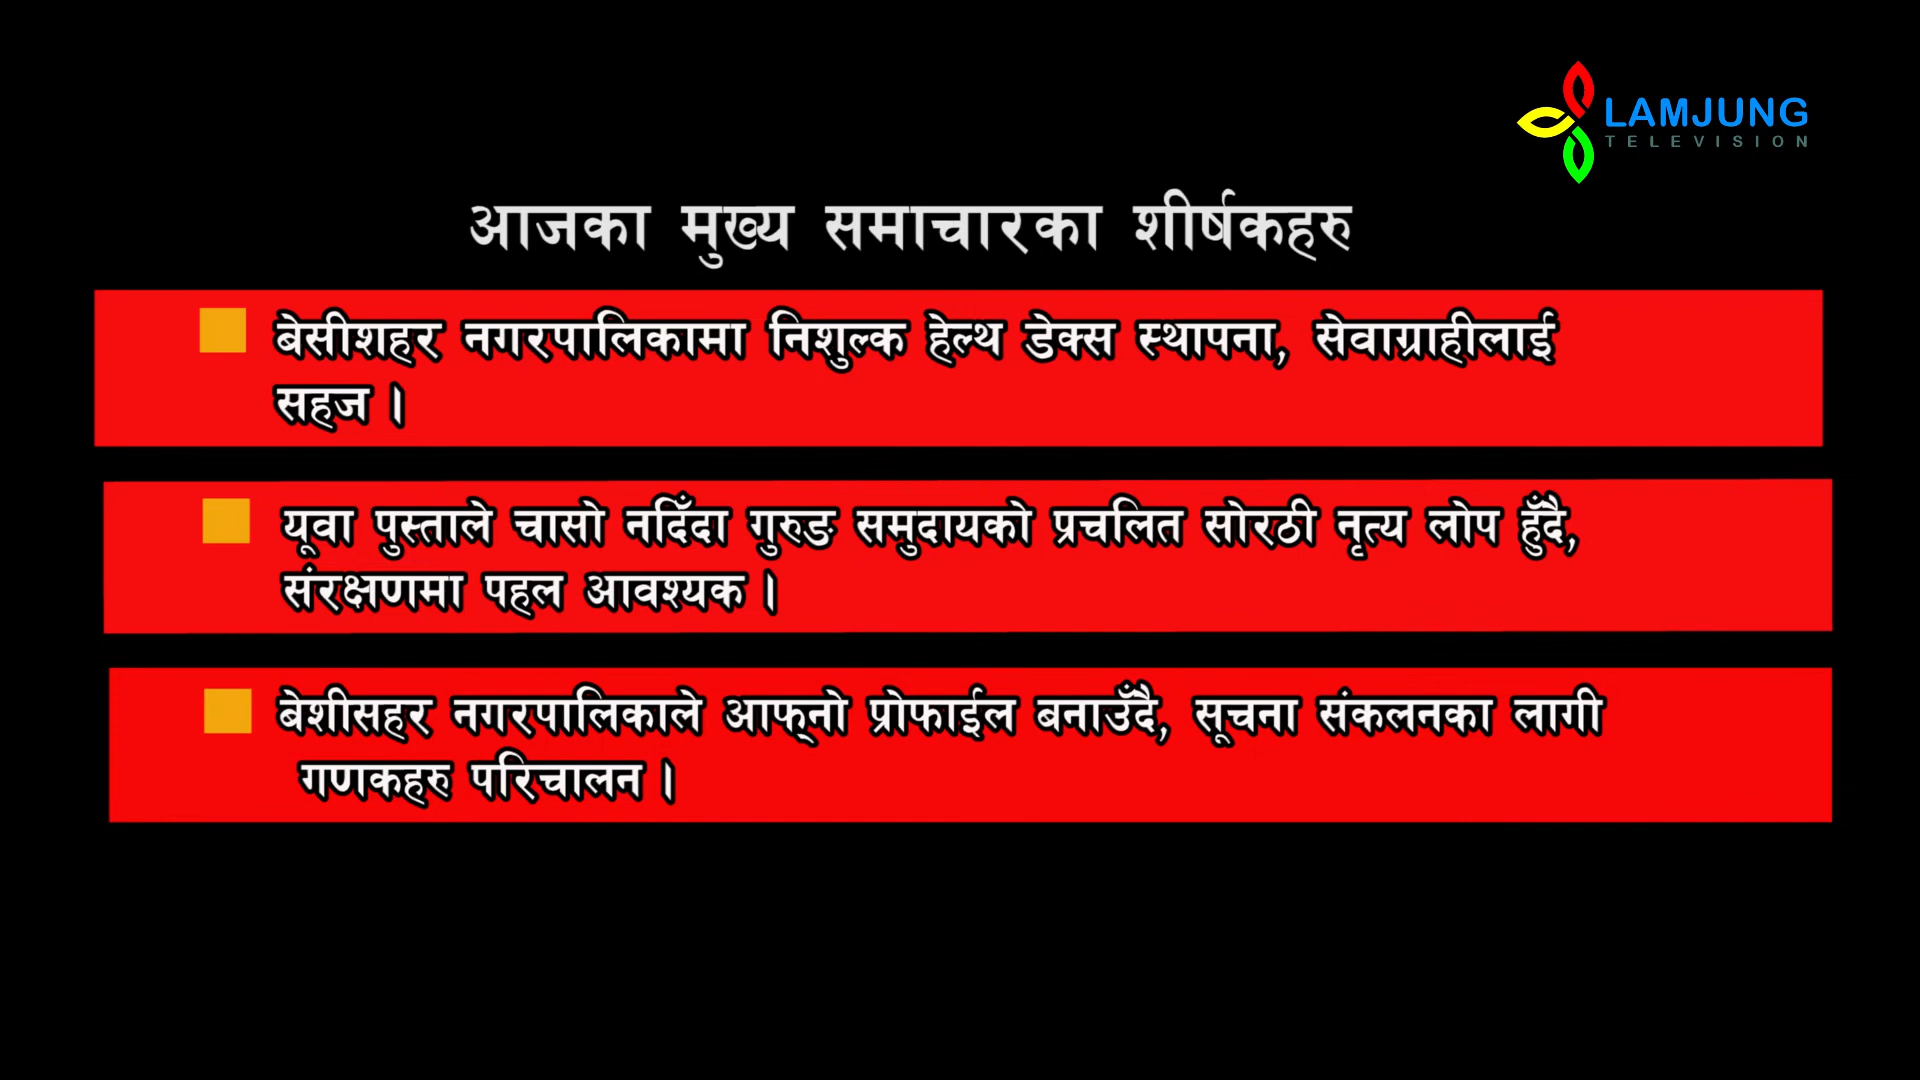 LAMJUNG
TELEVISION
आजका मुख्य समाचारका शीर्षकहरु
बेसीशहर नगरपालिकामा निशुल्क हेल्थ डेक्स स्थापना, सेवाग्राहीलाई
सहज ।
यूवा पुस्ताले चासो नदिँदा गुरुङ समुदायको प्रचलित सोरठी नृत्य लोप हुँदै,
संरक्षणमा पहल आवश्यक ।
बेशीसहर नगरपालिकाले आफ्‌नो प्रोफाईल बनाउँदै, सूचना संकलनका लागी
गणकहरु परिचालन ।